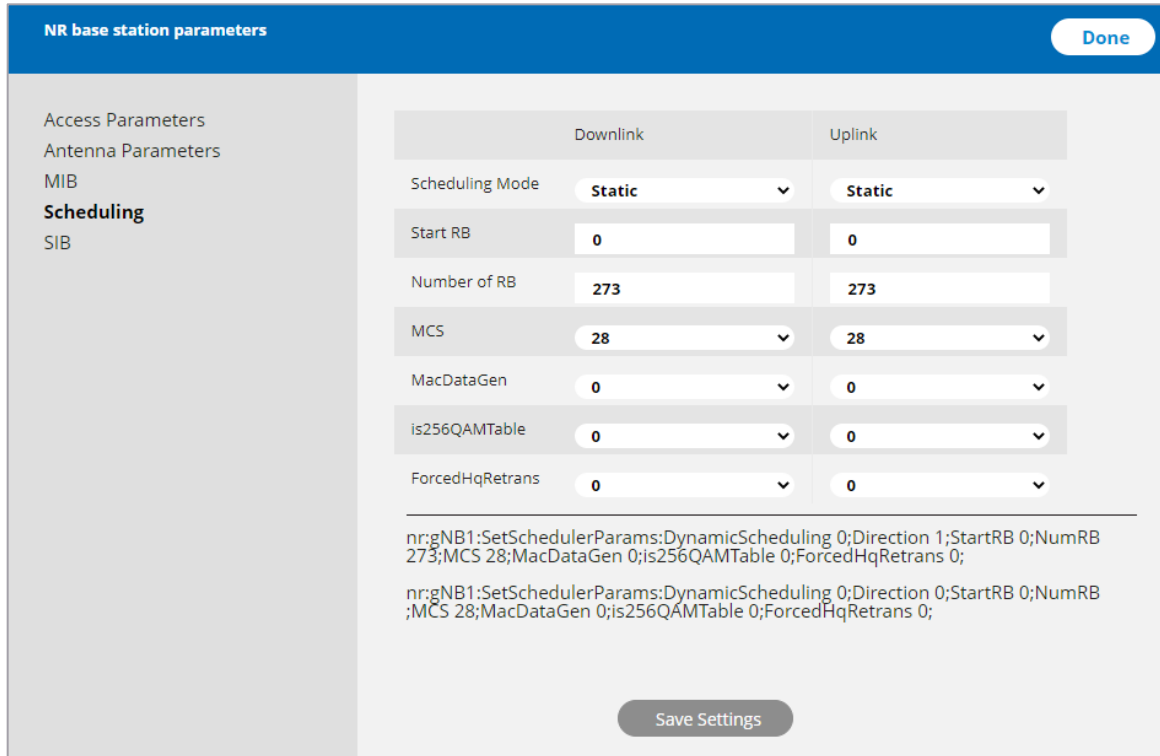 NR base station parameters
Done
Access Parameters
Antenna Parameters
MIB
Scheduling
SIB
Downlink Uplink
Scheduling Mode Static Static
Start RB 0 0
Number of RB 273 273
MCS 28 28
MacDataGen 0 0
is256QAMTable 0 0
ForcedHqRetrans 0 0
nr:gNB1:SetSchedulerParams:DynamicScheduling 0;Direction 1;StartRB 0;NumRB
273;MCS 28;MacDataGen 0;is256QAMTable 0;ForcedHqRetrans 0;
nr:gNB1:SetSchedulerParams:DynamicScheduling 0;Direction 0;StartRB 0;NumRB
;MCS 28;MacDataGen 0;is256QAMTable 0;ForcedHqRetrans 0;
Save Settings